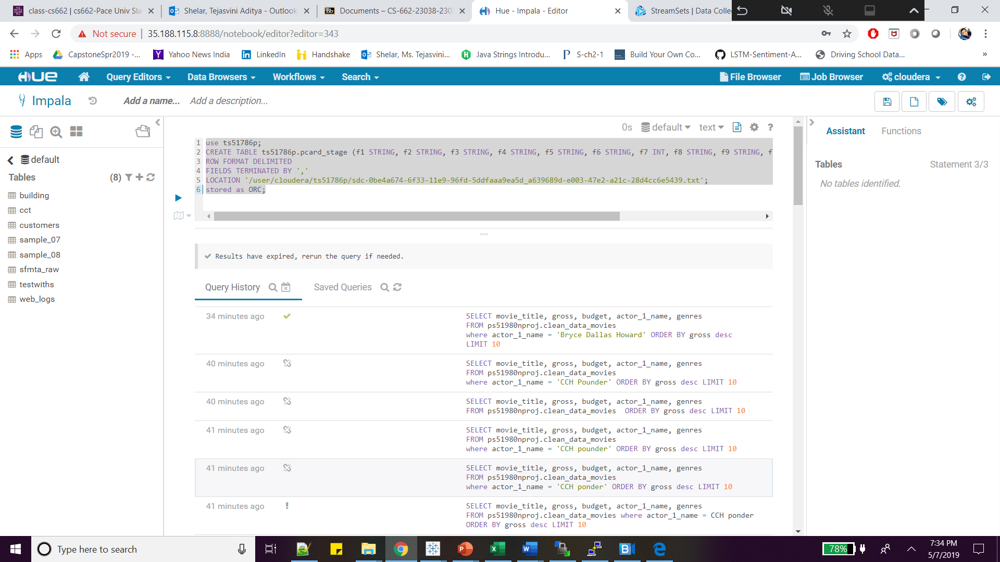 class-cs662 | cs662-Pace Univ Sla
Shelar, Tejasvini Aditya - Outlook
Bb Documents – CS-662-23038-230
Hue - Impala - Editor
StreamSets | Data Colle
Not secure | 35.188.115.8:8888/notebook/editor?editor=343
Apps
CapstoneSpr2019 -...
Yahoo News India
LinkedIn
Handshake
Shelar, Ms. Tejasvini...
Java Strings Introdu...
S-ch2-1
Build Your Own Co...
LSTM-Sentiment-A...
Driving School Data...
»
HUE
Query Editors
Data Browsers
Workflows
Search
File Browser
Job Browser
cloudera
Impala
Add a name...
Add a description...
default
Tables (8)
building
cct
customers
sample_07
sample_08
sfmta_raw
testwiths
web_logs
0s default text ?
1 use ts51786p;
2 CREATE TABLE ts51786p.pcard_stage (f1 STRING, f2 STRING, f3 STRING, f4 STRING, f5 STRING, f6 STRING, f7 INT, f8 STRING, f9 STRING, f
3 ROW FORMAT DELIMITED
4 FIELDS TERMINATED BY ','
5 LOCATION '/user/cloudera/ts51786p/sdc-0be4a674-6f33-11e9-96fd-5ddfaaa9ea5d_a639689d-e003-47e2-a21c-28d4cc6e5439.txt';
6 stored as ORC;
Results have expired, rerun the query if needed.
Query History
Saved Queries
34 minutes ago
SELECT movie_title, gross, budget, actor_1_name, genres
FROM ps51980nproj.clean_data_movies
where actor_1_name = 'Bryce Dallas Howard' ORDER BY gross desc
LIMIT 10
40 minutes ago
SELECT movie_title, gross, budget, actor_1_name, genres
FROM ps51980nproj.clean_data_movies
where actor_1_name = 'CCH Pounder' ORDER BY gross desc LIMIT 10
40 minutes ago
SELECT movie_title, gross, budget, actor_1_name, genres
FROM ps51980nproj.clean_data_movies ORDER BY gross desc LIMIT 10
41 minutes ago
SELECT movie_title, gross, budget, actor_1_name, genres
FROM ps51980nproj.clean_data_movies
where actor_1_name = 'CCH pounder' ORDER BY gross desc LIMIT 10
41 minutes ago
SELECT movie_title, gross, budget, actor_1_name, genres
FROM ps51980nproj.clean_data_movies
where actor_1_name = 'CCH ponder' ORDER BY gross desc LIMIT 10
41 minutes ago !
SELECT movie_title, gross, budget, actor_1_name, genres
FROM ps51980nproj.clean_data_movies where actor_1_name = CCH ponder
ORDER BY gross desc LIMIT 10
Assistant
Functions
Tables
Statement 3/3
No tables identified.
Type here to search
78%
7:34 PM
5/7/2019